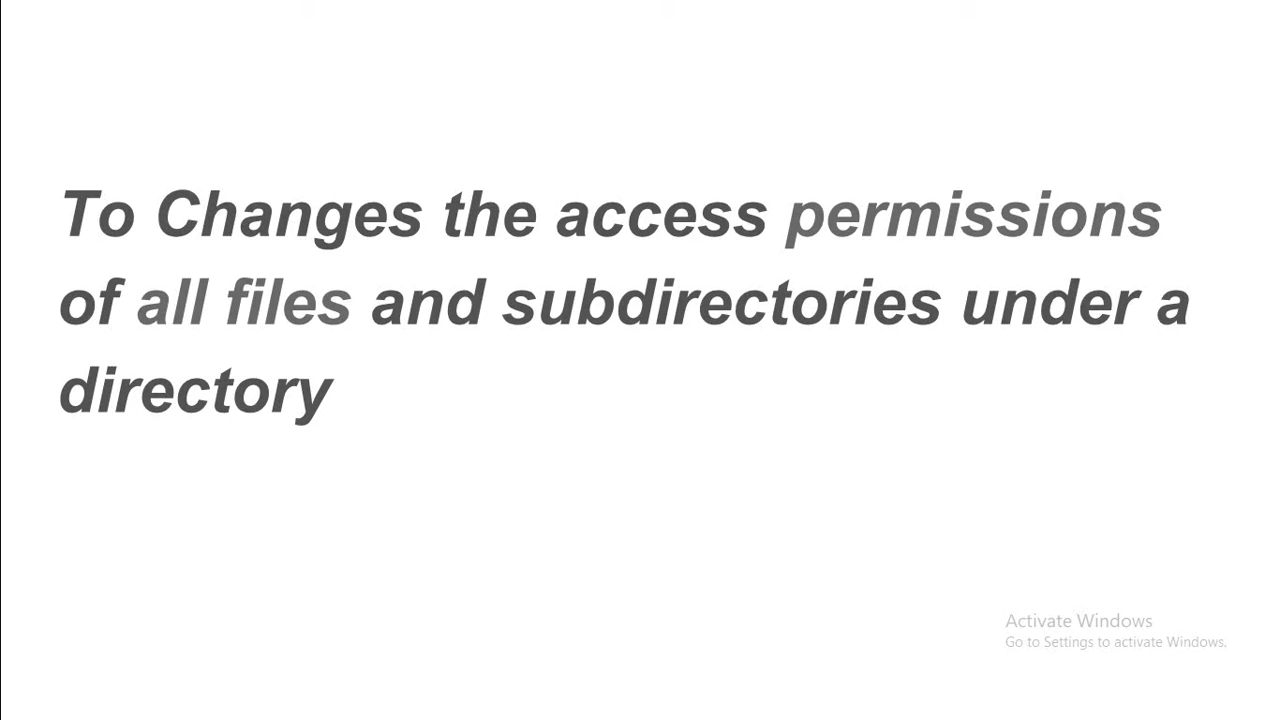 To Changes the access permissions
of all files and subdirectories under a
directory
Activate Windows
Go to Settings to activate Windows.